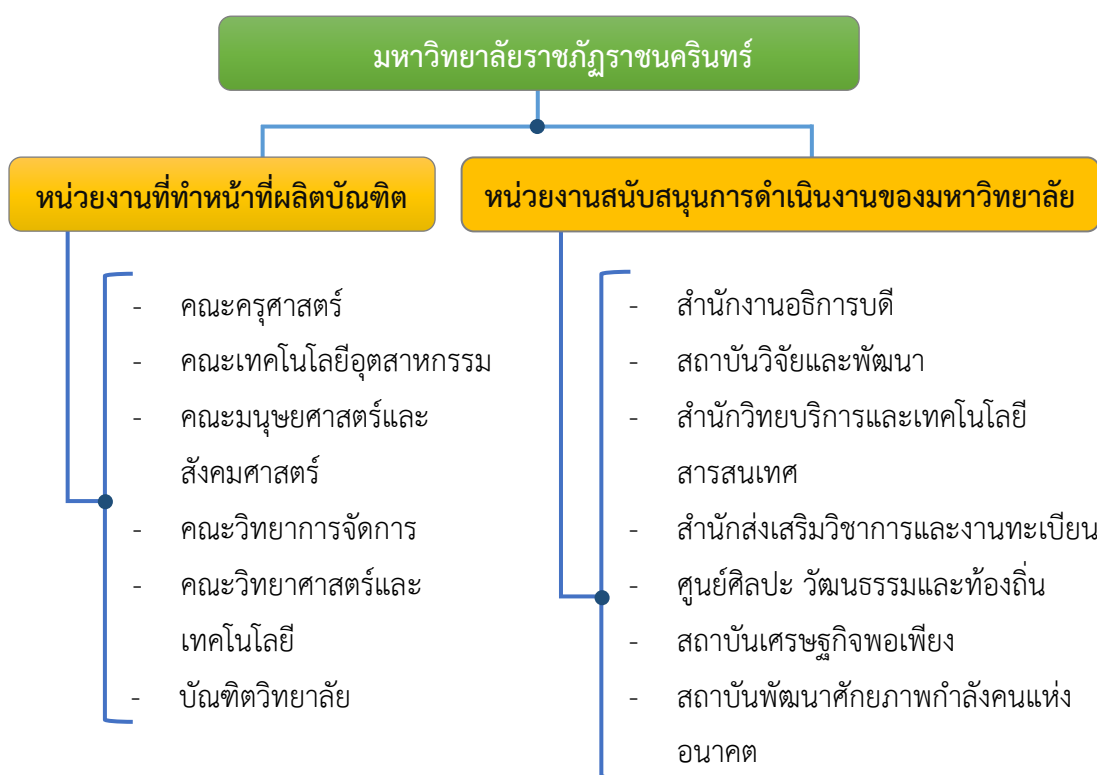 มหาวิทยาลัยราชภัฏราชนครินทร์
หน่วยงานที่ทำหน้าที่ผลิตบัณฑิต
- คณะครุศาสตร์
- คณะเทคโนโลยีอุตสาหกรรม
- คณะมนุษยศาสตร์และ
สังคมศาสตร์
- คณะวิทยาการจัดการ
- คณะวิทยาศาสตร์และ
เทคโนโลยี
- บัณฑิตวิทยาลัย
หน่วยงานสนับสนุนการดำเนินงานของมหาวิทยาลัย
- สำนักงานอธิการบดี
- สถาบันวิจัยและพัฒนา
- สำนักวิทยบริการและเทคโนโลยี
สารสนเทศ
- สำนักส่งเสริมวิชาการและงานทะเบียน
- ศูนย์ศิลปะ วัฒนธรรมและท้องถิ่น
- สถาบันเศรษฐกิจพอเพียง
- สถาบันพัฒนาศักยภาพกำลังคนแห่ง
อนาคต